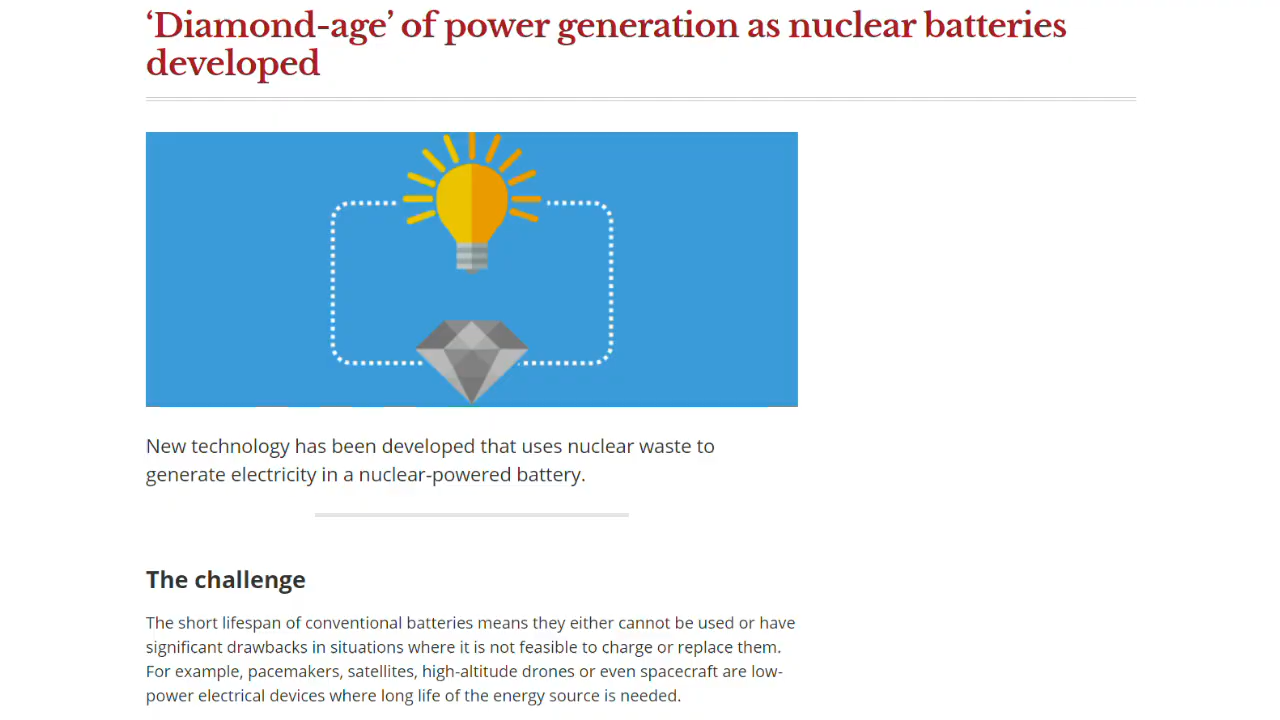 ‘Diamond-age’ of power generation as nuclear batteries
developed
New technology has been developed that uses nuclear waste to
generate electricity in a nuclear-powered battery.
The challenge
The short lifespan of conventional batteries means they either cannot be used or have
significant drawbacks in situations where it is not feasible to charge or replace them.
For example, pacemakers, satellites, high-altitude drones or even spacecraft are low-
power electrical devices where long life of the energy source is needed.